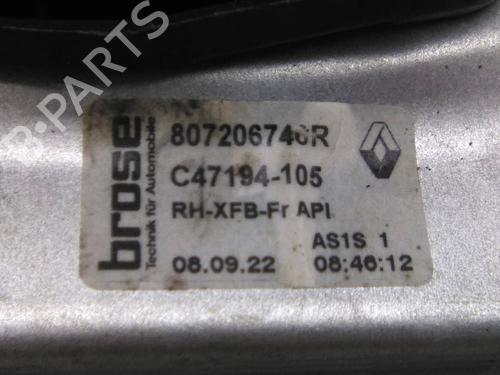 B-PARTS
brose
Technik für Automobile
807206746R
C47194-105
RH-XFB-Fr API
AS1S 1
08.09.22 08:46:12